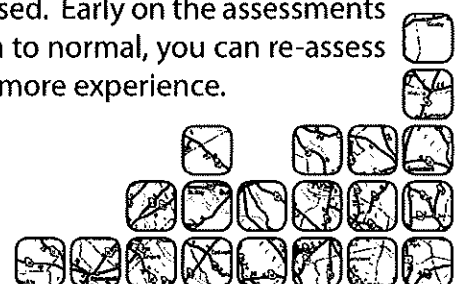 sed. Early on the assessments
n to normal, you can re-assess
more experience.